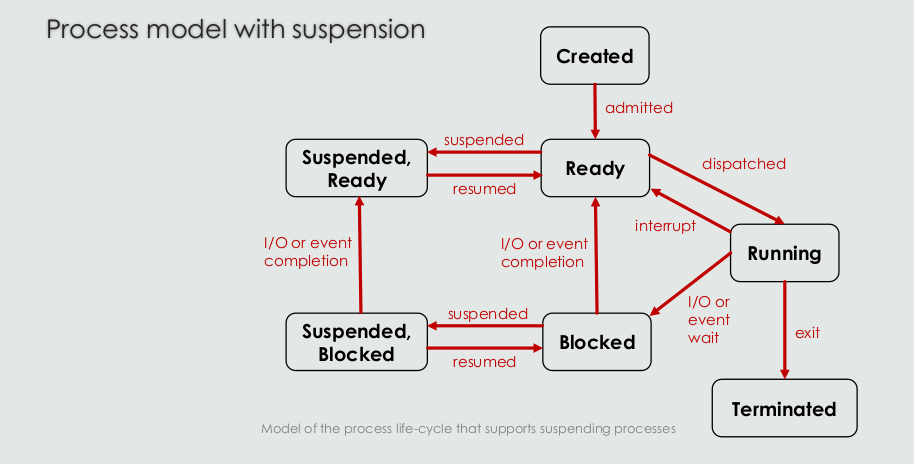 Process model with suspension
Created
admitted
suspended
Suspended,
Ready
Ready
dispatched
resumed
interrupt
I/O or event
completion
I/O or event
completion
Running
I/O or
event
wait
suspended
Suspended,
Blocked
Blocked
exit
resumed
Terminated
Model of the process life-cycle that supports suspending processes